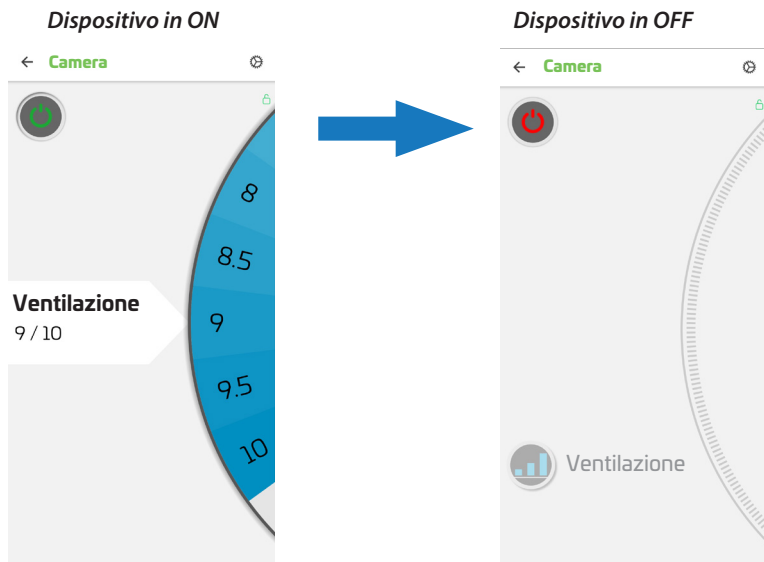 Dispositivo in ON
Camera
8
8.5
Ventilazione
9 / 10
9
9.5
10
Dispositivo in OFF
Camera
Ventilazione